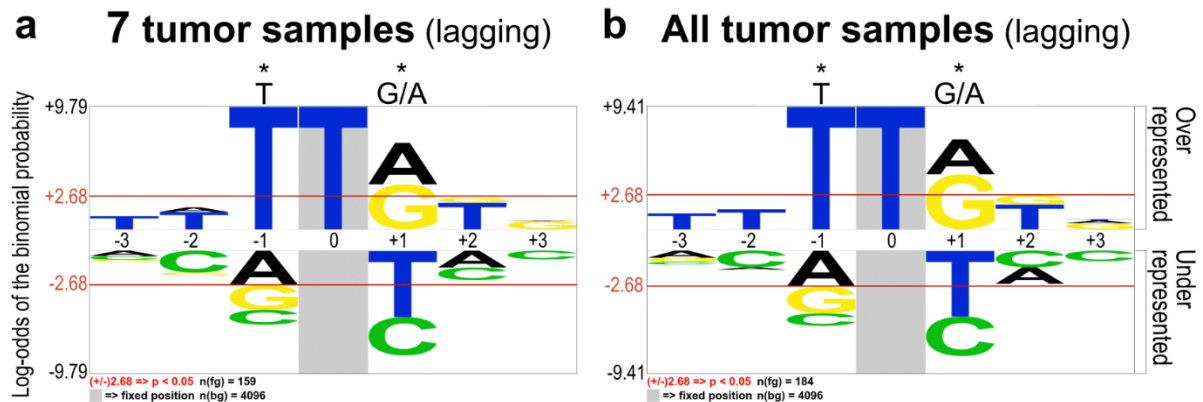 a 7 tumor samples (lagging)
* *
T G/A
Log-odds of the binomial probability
+9.79
+2.68
-3 -2 -1 0 +1 +2 +3
-2.68
-9.79
T A T T T A G G T G
A C G C G A G C T C A C C
(+/-)2.68 => p < 0.05 n(fg) = 159
=> fixed position n(bg) = 4096
b All tumor samples (lagging)
* *
T G/A
+9.41
+2.68
-3 -2 -1 0 +1 +2 +3
-2.68
-9.41
T T T T A G G T A G
A C A G C T C C A C
Over
represented
Under
represented
(+/-)2.68 => p < 0.05 n(fg) = 184
=> fixed position n(bg) = 4096